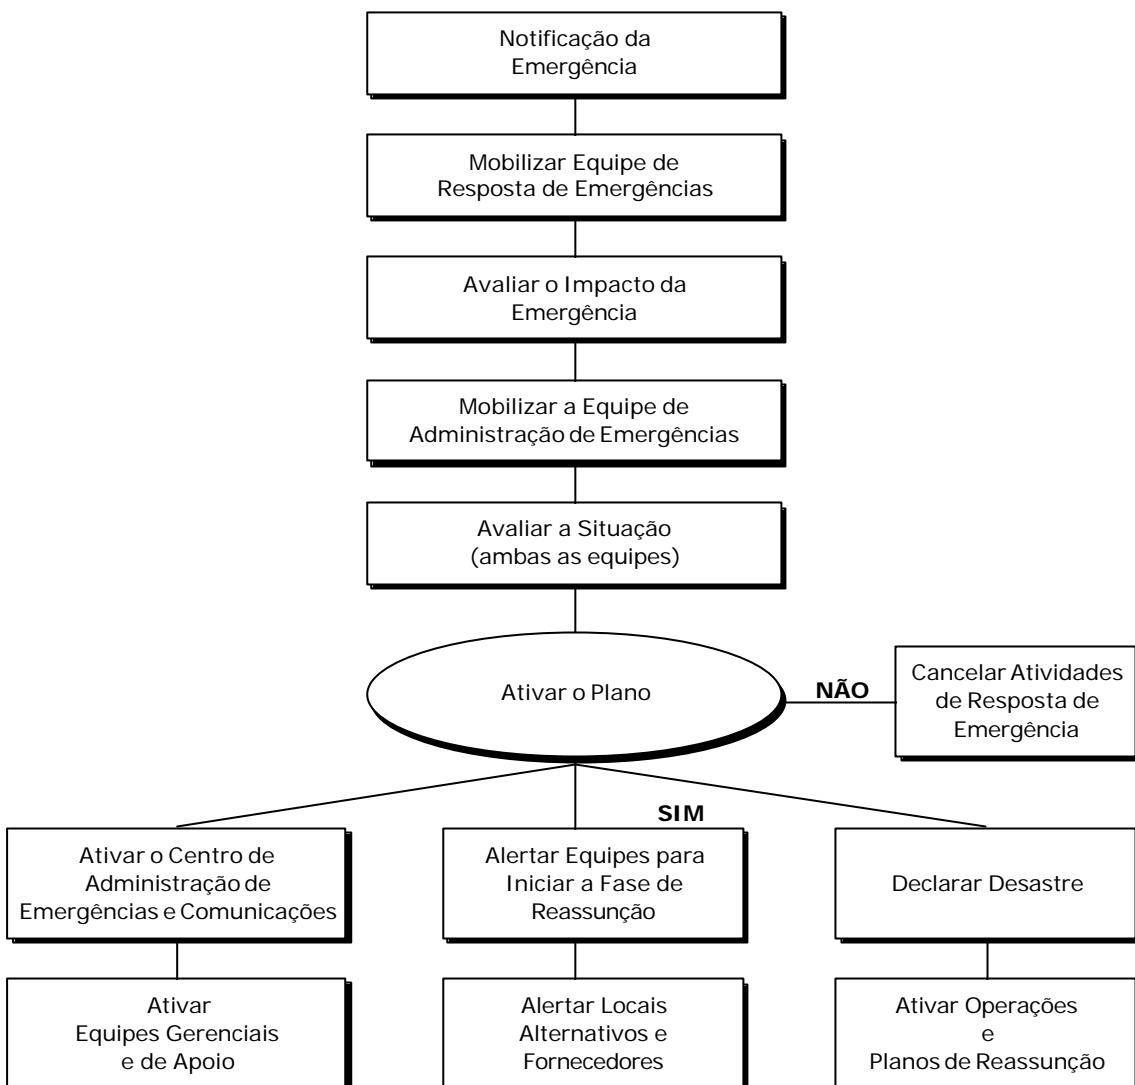 Notificação da
Emergência
Mobilizar Equipe de
Resposta de Emergências
Avaliar o Impacto da
Emergência
Mobilizar a Equipe de
Administração de Emergências
Avaliar a Situação
(ambas as equipes)
Ativar o Plano
NÃO
Cancelar Atividades
de Resposta de
Emergência
SIM
Ativar o Centro de
Administração de
Emergências e Comunicações
Alertar Equipes para
Iniciar a Fase de
Reassunção
Declarar Desastre
Ativar
Equipes Gerenciais
e de Apoio
Alertar Locais
Alternativos e
Fornecedores
Ativar Operações
e
Planos de Reassunção